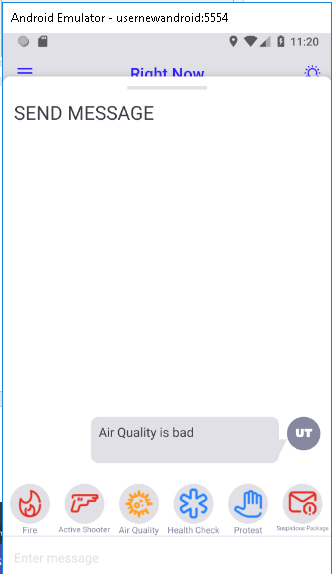 Android Emulator - usernewandroid:5554
11:20
Right Now
SEND MESSAGE
Air Quality is bad
UT
Fire
Active Shooter
Air Quality
Health Check
Protest
Suspicious Package
Enter message